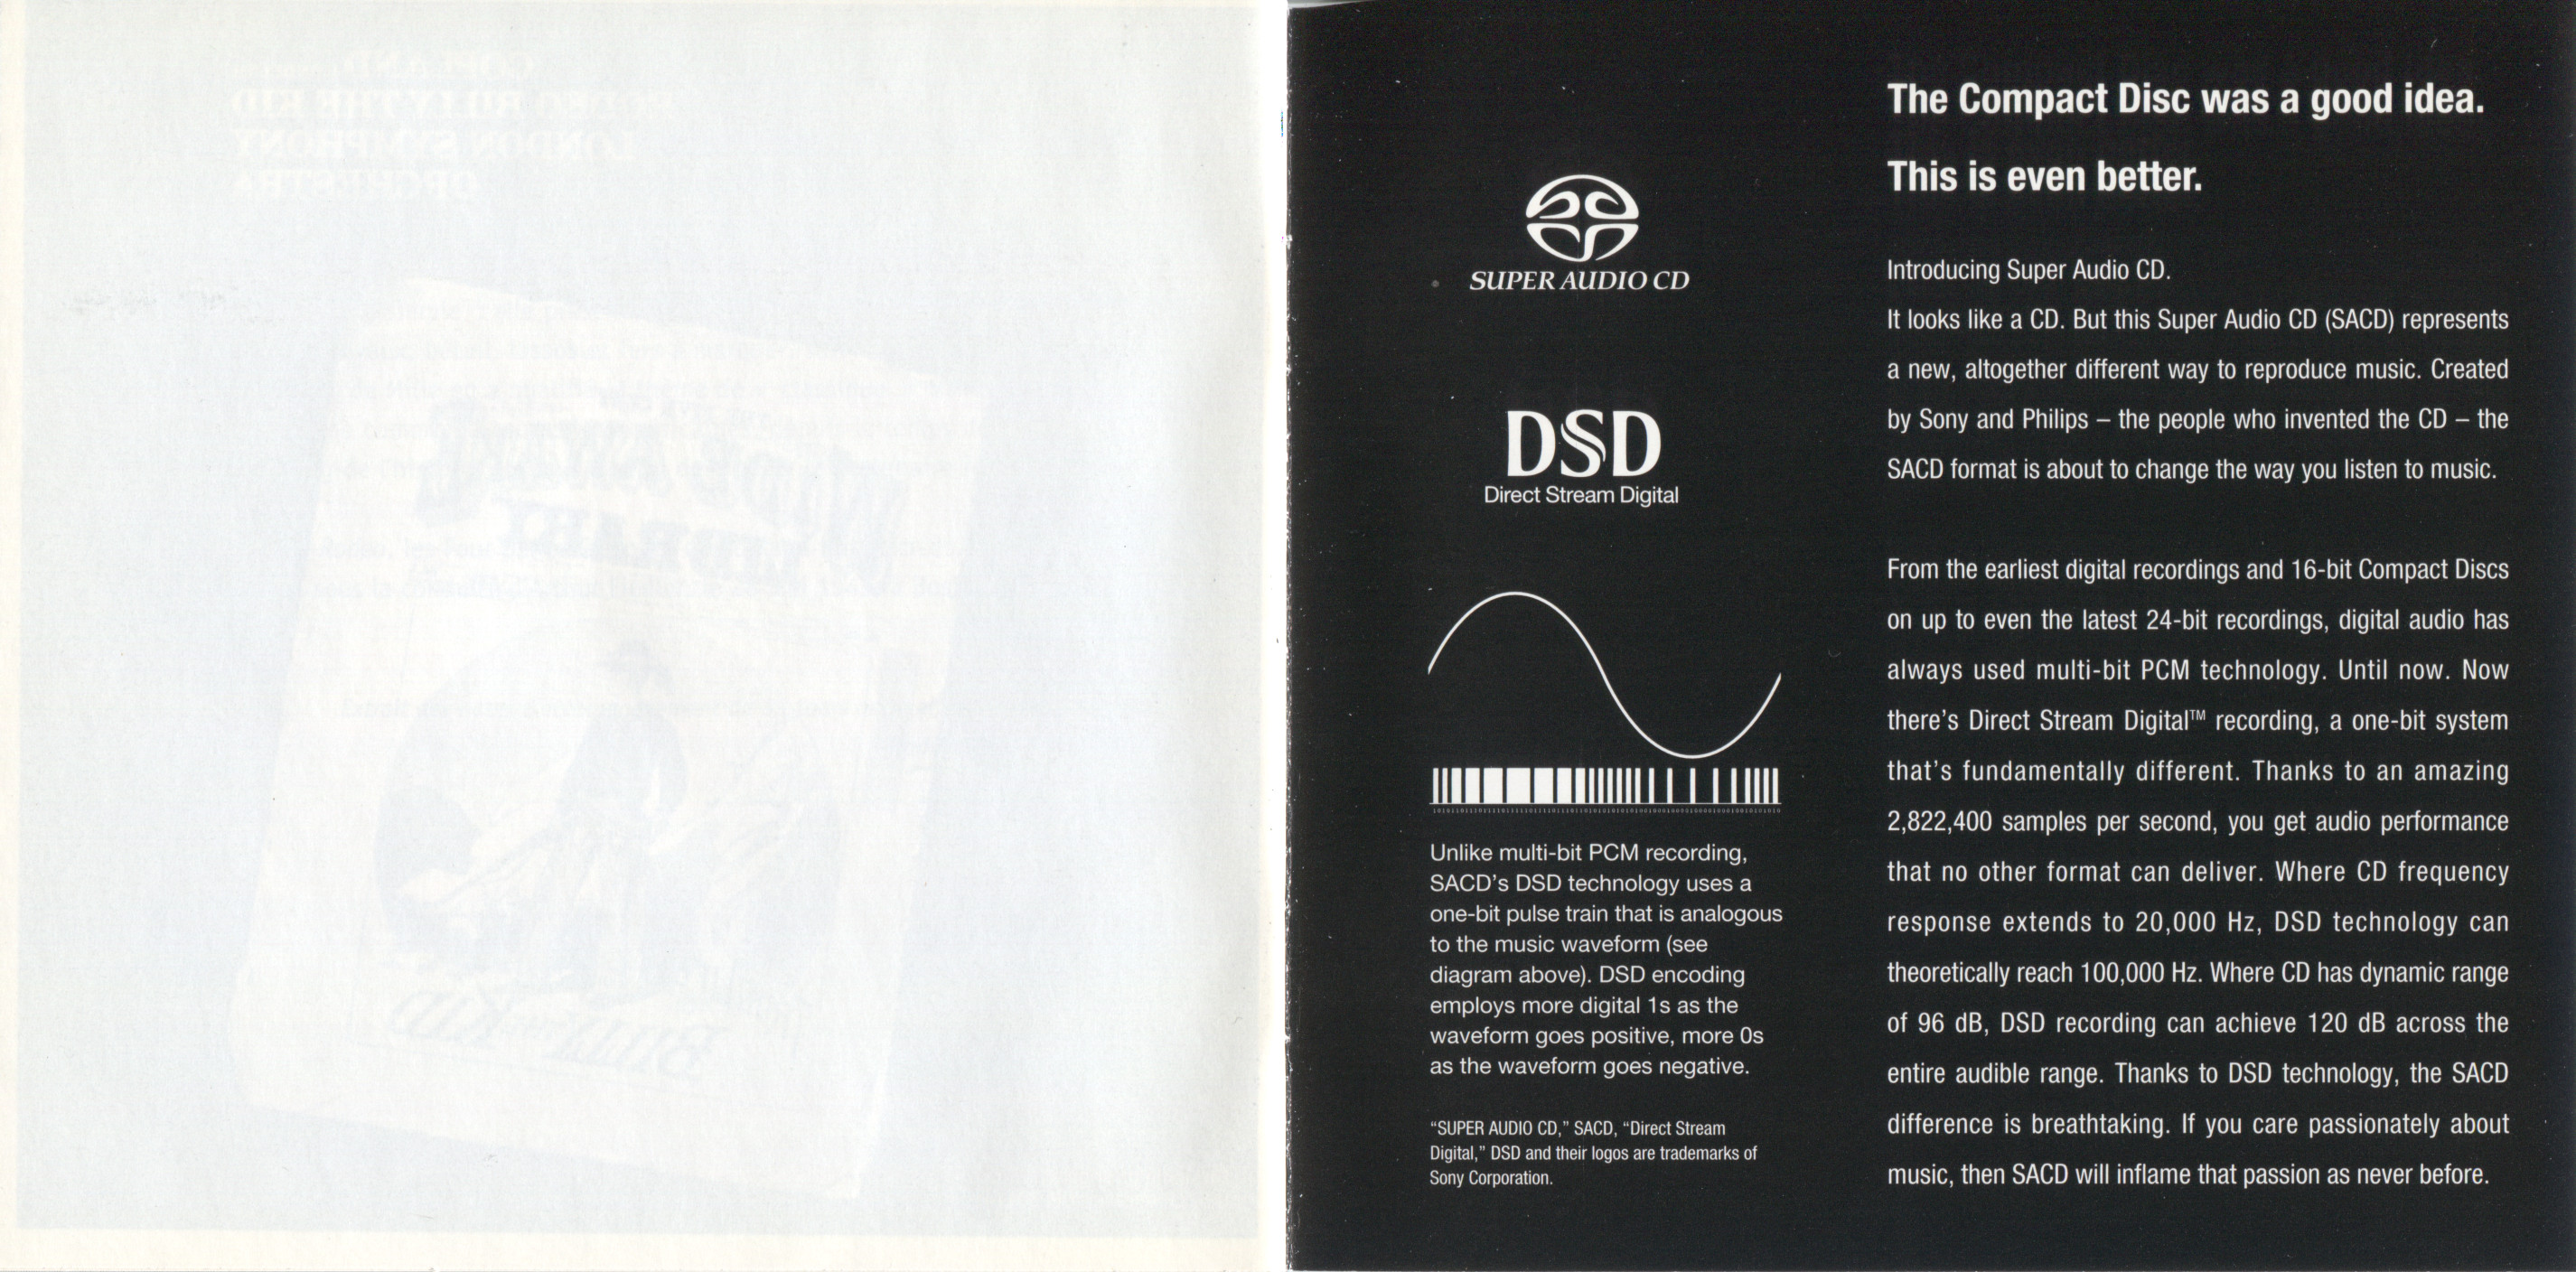 COPLAND
BILLY THE KID
LONDON SYMPHONY
ORCHESTRA
BILLY THE KID
SUPER AUDIO CD
DSD
Direct Stream Digital
Unlike multi-bit PCM recording,
SACD's DSD technology uses a
one-bit pulse train that is analogous
to the music waveform (see
diagram above). DSD encoding
employs more digital 1s as the
waveform goes positive, more 0s
as the waveform goes negative.
“SUPER AUDIO CD,” SACD, “Direct Stream
Digital,” DSD and their logos are trademarks of
Sony Corporation.
The Compact Disc was a good idea.
This is even better.
Introducing Super Audio CD.
It looks like a CD. But this Super Audio CD (SACD) represents
a new, altogether different way to reproduce music. Created
by Sony and Philips – the people who invented the CD – the
SACD format is about to change the way you listen to music.
From the earliest digital recordings and 16-bit Compact Discs
on up to even the latest 24-bit recordings, digital audio has
always used multi-bit PCM technology. Until now. Now
there's Direct Stream Digital™ recording, a one-bit system
that's fundamentally different. Thanks to an amazing
2,822,400 samples per second, you get audio performance
that no other format can deliver. Where CD frequency
response extends to 20,000 Hz, DSD technology can
theoretically reach 100,000 Hz. Where CD has dynamic range
of 96 dB, DSD recording can achieve 120 dB across the
entire audible range. Thanks to DSD technology, the SACD
difference is breathtaking. If you care passionately about
music, then SACD will inflame that passion as never before.